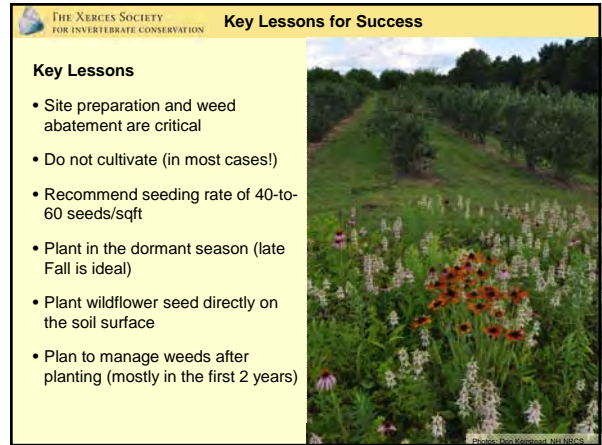 THE XERCES SOCIETY
FOR INVERTEBRATE CONSERVATION
Key Lessons for Success
Key Lessons
• Site preparation and weed
abatement are critical
• Do not cultivate (in most cases!)
• Recommend seeding rate of 40-to-
60 seeds/sqft
• Plant in the dormant season (late
Fall is ideal)
• Plant wildflower seed directly on
the soil surface
• Plan to manage weeds after
planting (mostly in the first 2 years)
Photos: Don Keirstead, NH NRCS